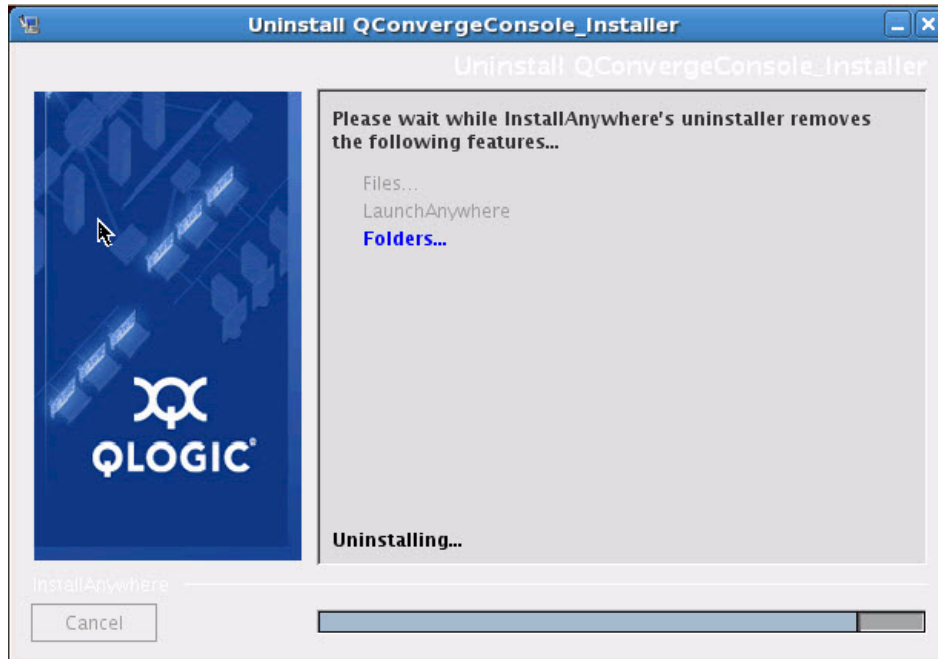 Uninstall QConvergeConsole_Installer
Uninstall QConvergeConsole_Installer
Please wait while InstallAnywhere's uninstaller removes
the following features...
Files...
LaunchAnywhere
Folders...
QLOGIC®
Uninstalling...
InstallAnywhere
Cancel